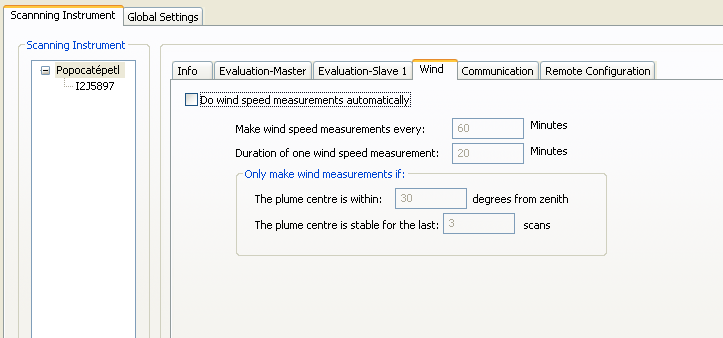 Scannning Instrument
Global Settings
Scanning Instrument
Popocatépetl
I2J5897
Info
Evaluation-Master
Evaluation-Slave 1
Wind
Communication
Remote Configuration
Do wind speed measurements automatically
Make wind speed measurements every: 60 Minutes
Duration of one wind speed measurement: 20 Minutes
Only make wind measurements if:
The plume centre is within: 30 degrees from zenith
The plume centre is stable for the last: 3 scans